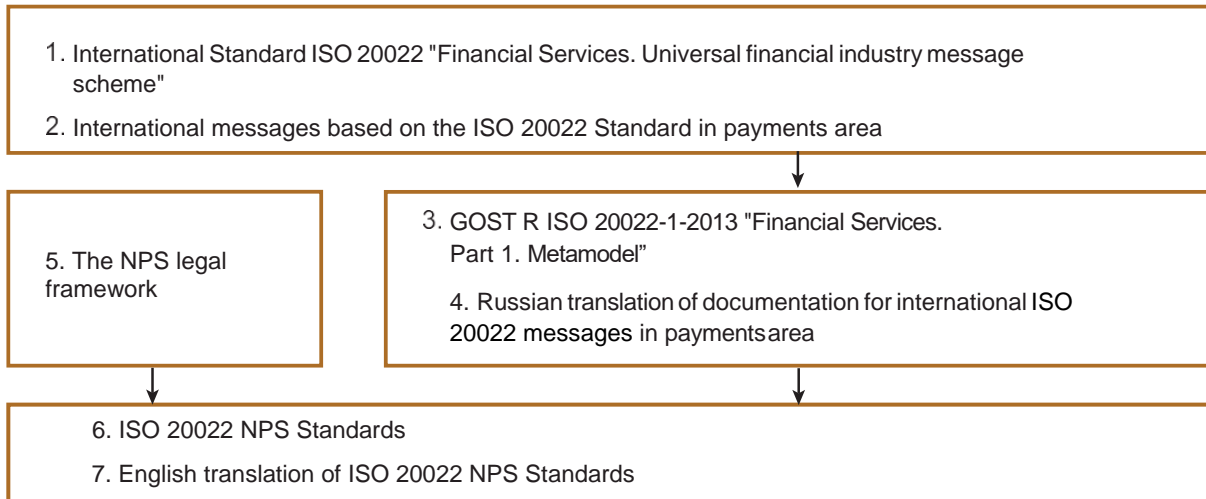 1. International Standard ISO 20022 "Financial Services. Universal financial industry message
scheme"
2. International messages based on the ISO 20022 Standard in payments area
3. GOST R ISO 20022-1-2013 "Financial Services.
Part 1. Metamodel”
4. Russian translation of documentation for international ISO
20022 messages in payments area
5. The NPS legal
framework
6. ISO 20022 NPS Standards
7. English translation of ISO 20022 NPS Standards